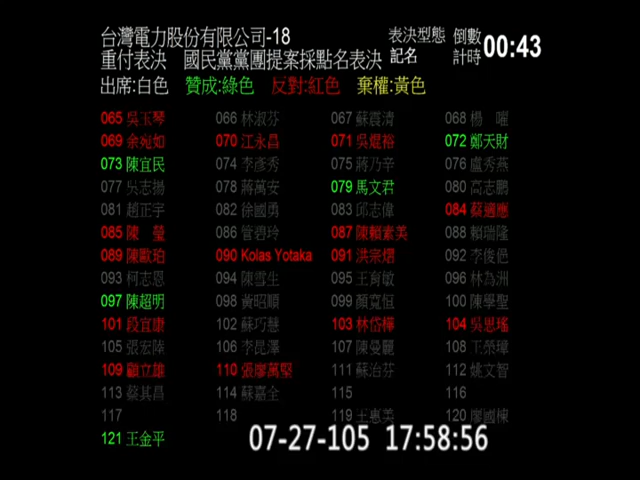 台灣電力股份有限公司-18 表決型態 倒數 00:43
重付表決 國民黨黨團提案採點名表決 記名 計時
出席:白色 贊成:綠色 反對:紅色 棄權:黃色
065 吳玉琴 066 林淑芬 067 蘇震清 068 楊 曜
069 余宛如 070 江永昌 071 吳焜裕 072 鄭天財
073 陳宜民 074 李彥秀 075 蔣乃辛 076 盧秀燕
077 吳志揚 078 蔣萬安 079 馬文君 080 高志鵬
081 趙正宇 082 徐國勇 083 邱志偉 084 蔡適應
085 陳 瑩 086 管碧玲 087 陳賴素美 088 賴瑞隆
089 陳歐珀 090 Kolas Yotaka 091 洪宗熠 092 李俊俋
093 柯志恩 094 陳雪生 095 王育敏 096 林為洲
097 陳超明 098 黃昭順 099 顏寬恒 100 陳學聖
101 段宜康 102 蘇巧慧 103 林岱樺 104 吳思瑤
105 張宏陸 106 李昆澤 107 陳曼麗 108 王榮璋
109 顧立雄 110 張廖萬堅 111 蘇治芬 112 姚文智
113 蔡其昌 114 蘇嘉全 115 116
117 118 119 王惠美 120 廖國棟
121 王金平 07-27-105 17:58:56